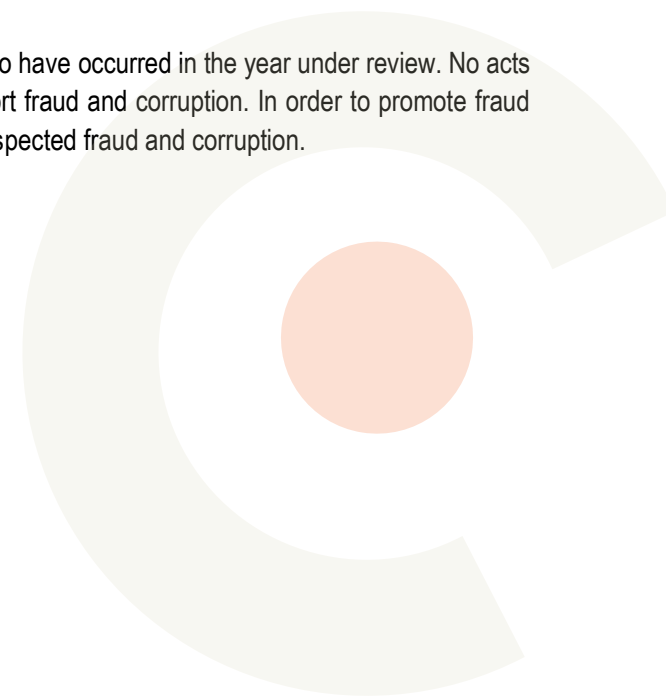 o have occurred in the year under review. No acts
rt fraud and corruption. In order to promote fraud
spected fraud and corruption.